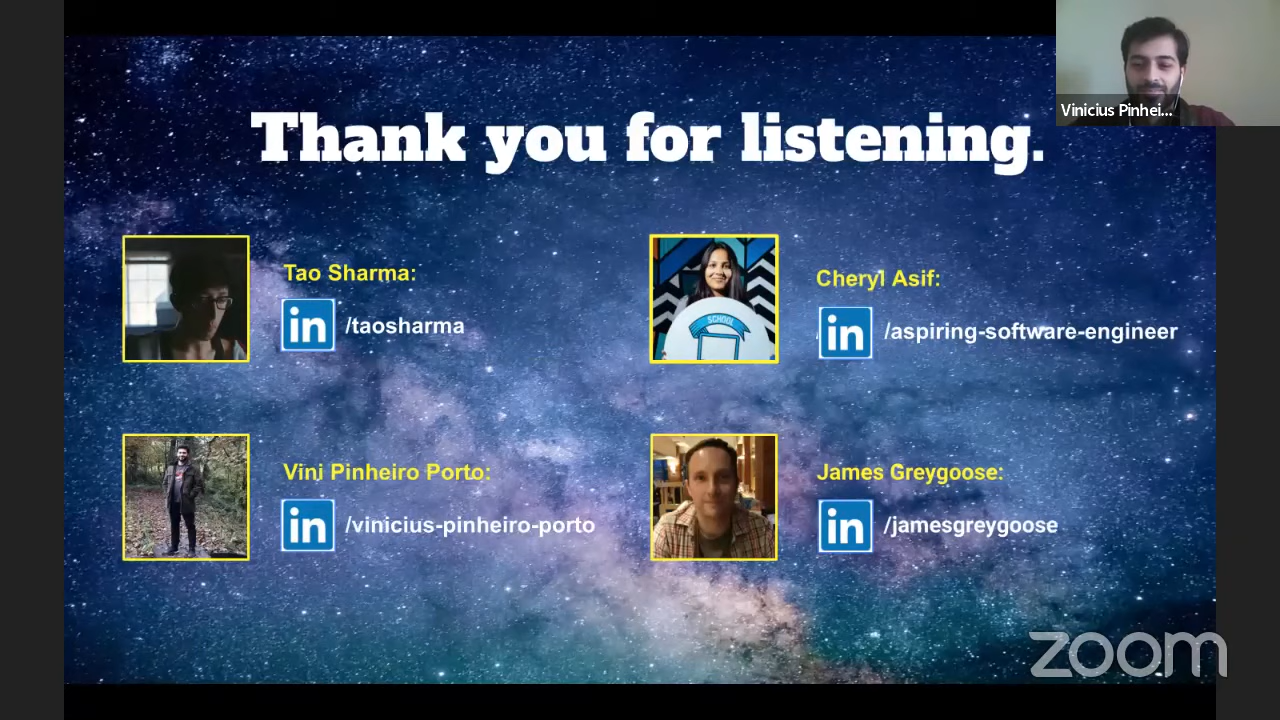 Vinicius Pinhei...
Thank you for listening.
Tao Sharma:
in /taosharma
Cheryl Asif:
in /aspiring-software-engineer
SCHOOL
Vini Pinheiro Porto:
in /vinicius-pinheiro-porto
James Greygoose:
in /jamesgreygoose
zoom